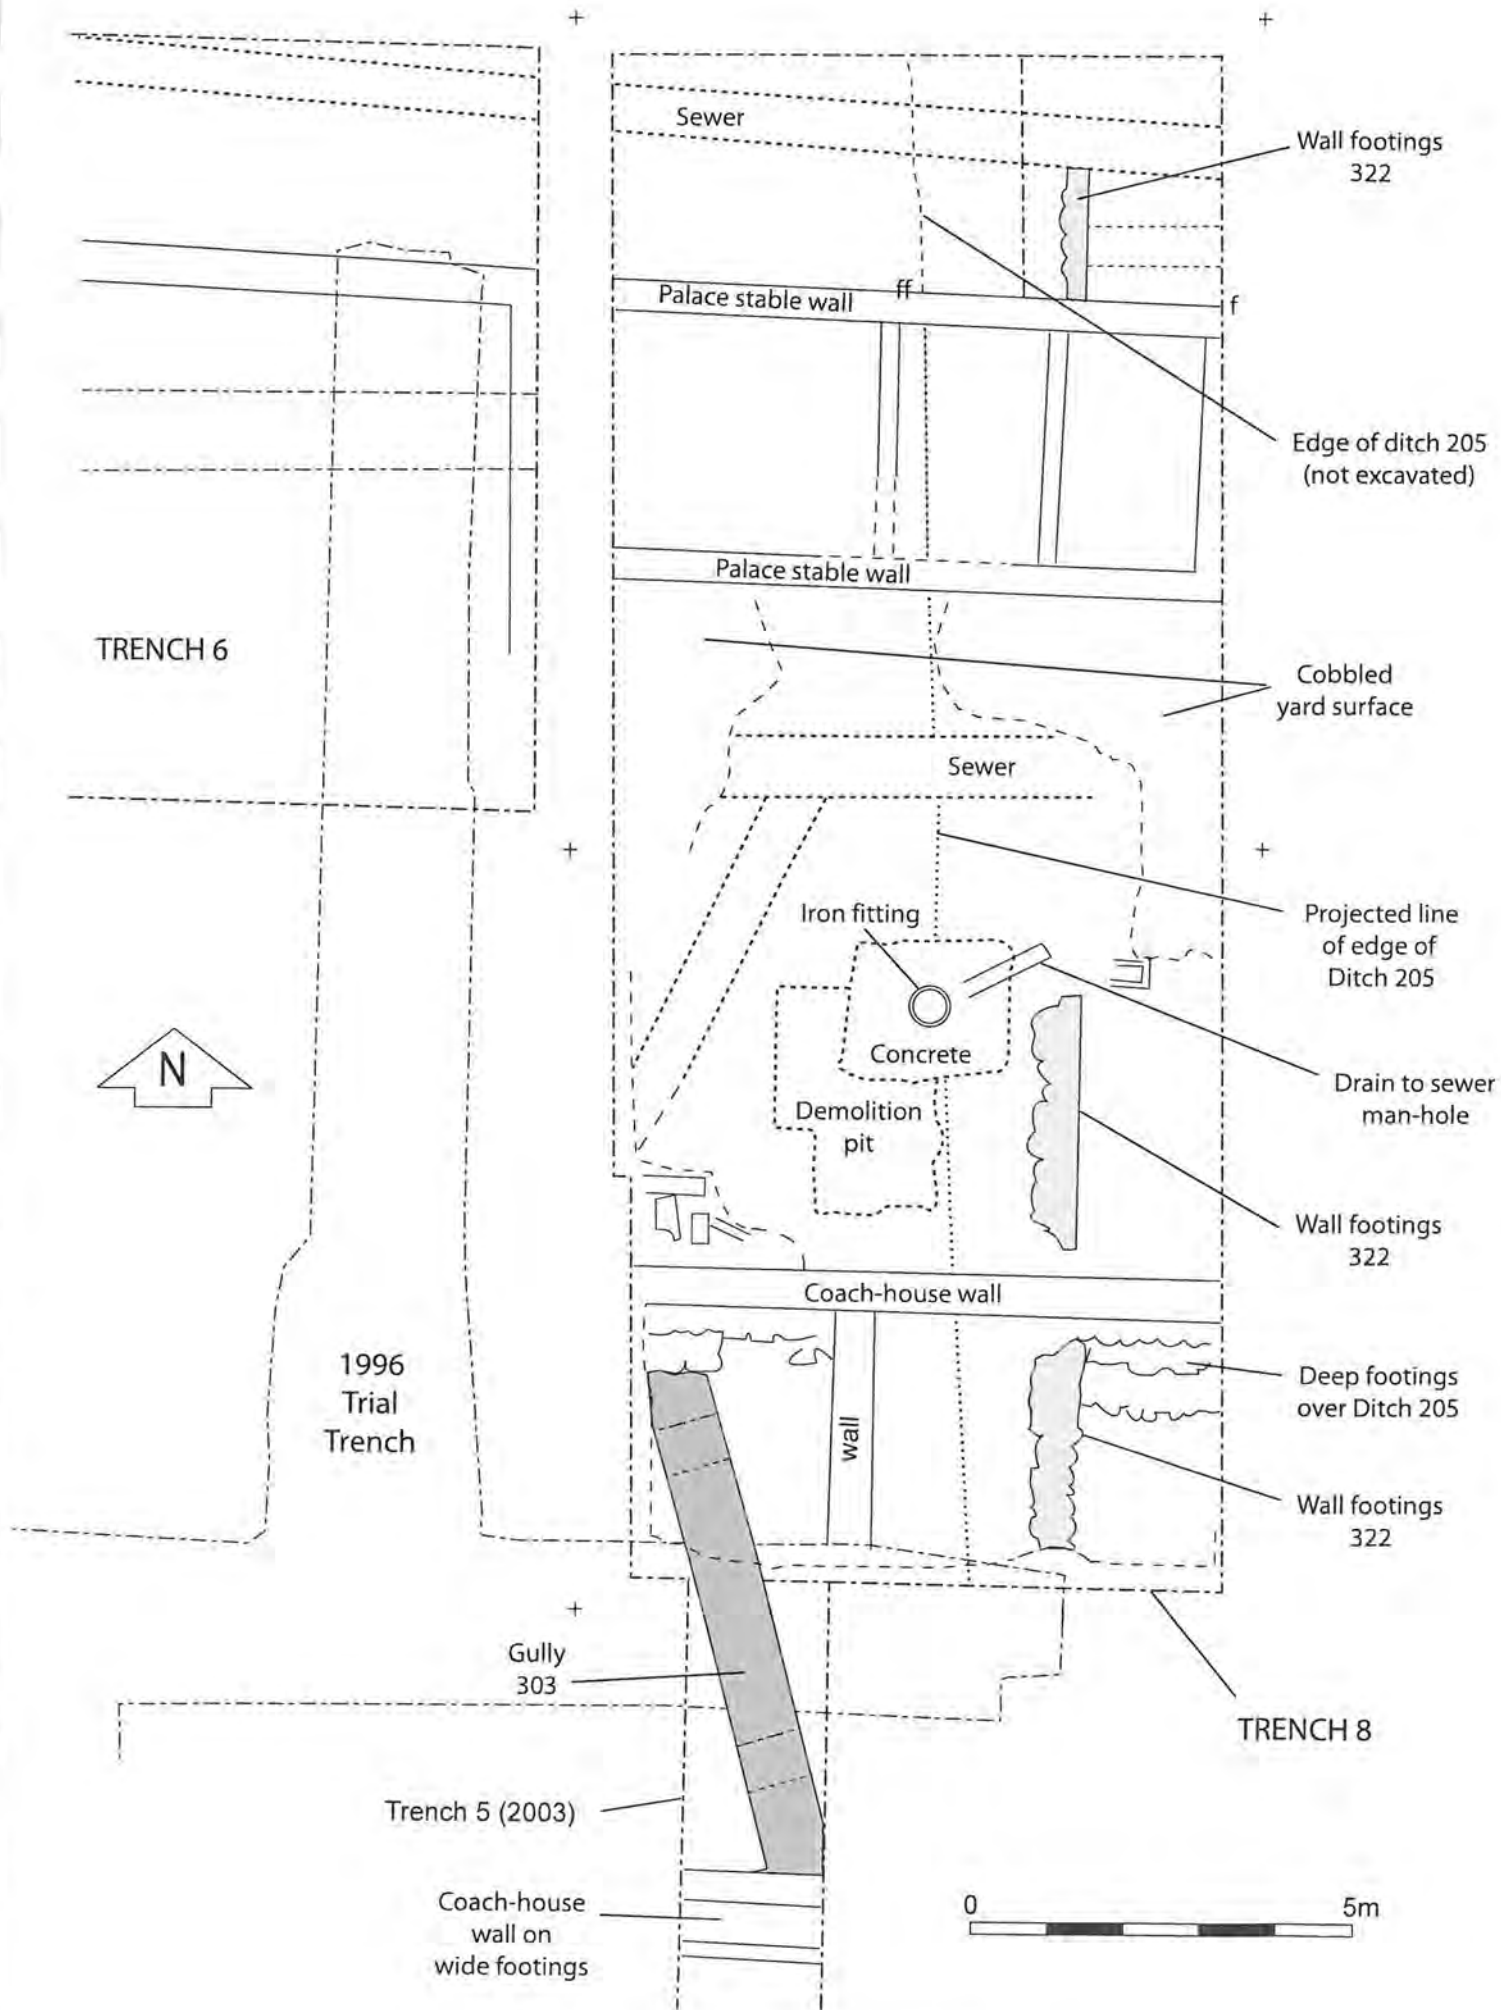 Sewer
Wall footings
322
ff
f
Palace stable wall
Edge of ditch 205
(not excavated)
Palace stable wall
TRENCH 6
Cobbled
yard surface
Sewer
Iron fitting
Projected line
of edge of
Ditch 205
N
Concrete
Demolition
pit
Drain to sewer
man-hole
Wall footings
322
Coach-house wall
1996
Trial
Trench
wall
Deep footings
over Ditch 205
Wall footings
322
Gully
303
TRENCH 8
Trench 5 (2003)
Coach-house
wall on
wide footings
0
5m